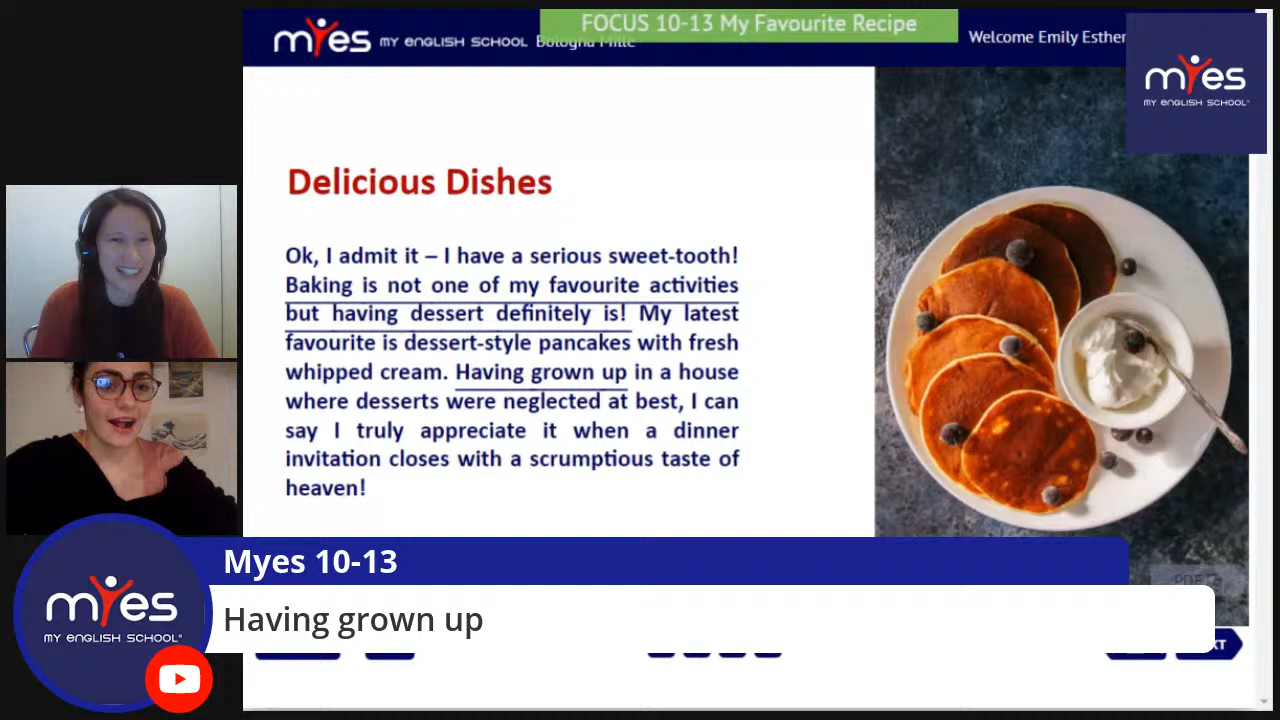 FOCUS 10-13 My Favourite Recipe
myes MY ENGLISH SCHOOL Bologna Mille
Welcome Emily Esther
myes
MY ENGLISH SCHOOL
Delicious Dishes
Ok, I admit it – I have a serious sweet-tooth!
Baking is not one of my favourite activities
but having dessert definitely is! My latest
favourite is dessert-style pancakes with fresh
whipped cream. Having grown up in a house
where desserts were neglected at best, I can
say I truly appreciate it when a dinner
invitation closes with a scrumptious taste of
heaven!
PDF
Myes 10-13
Having grown up
myes
MY ENGLISH SCHOOL